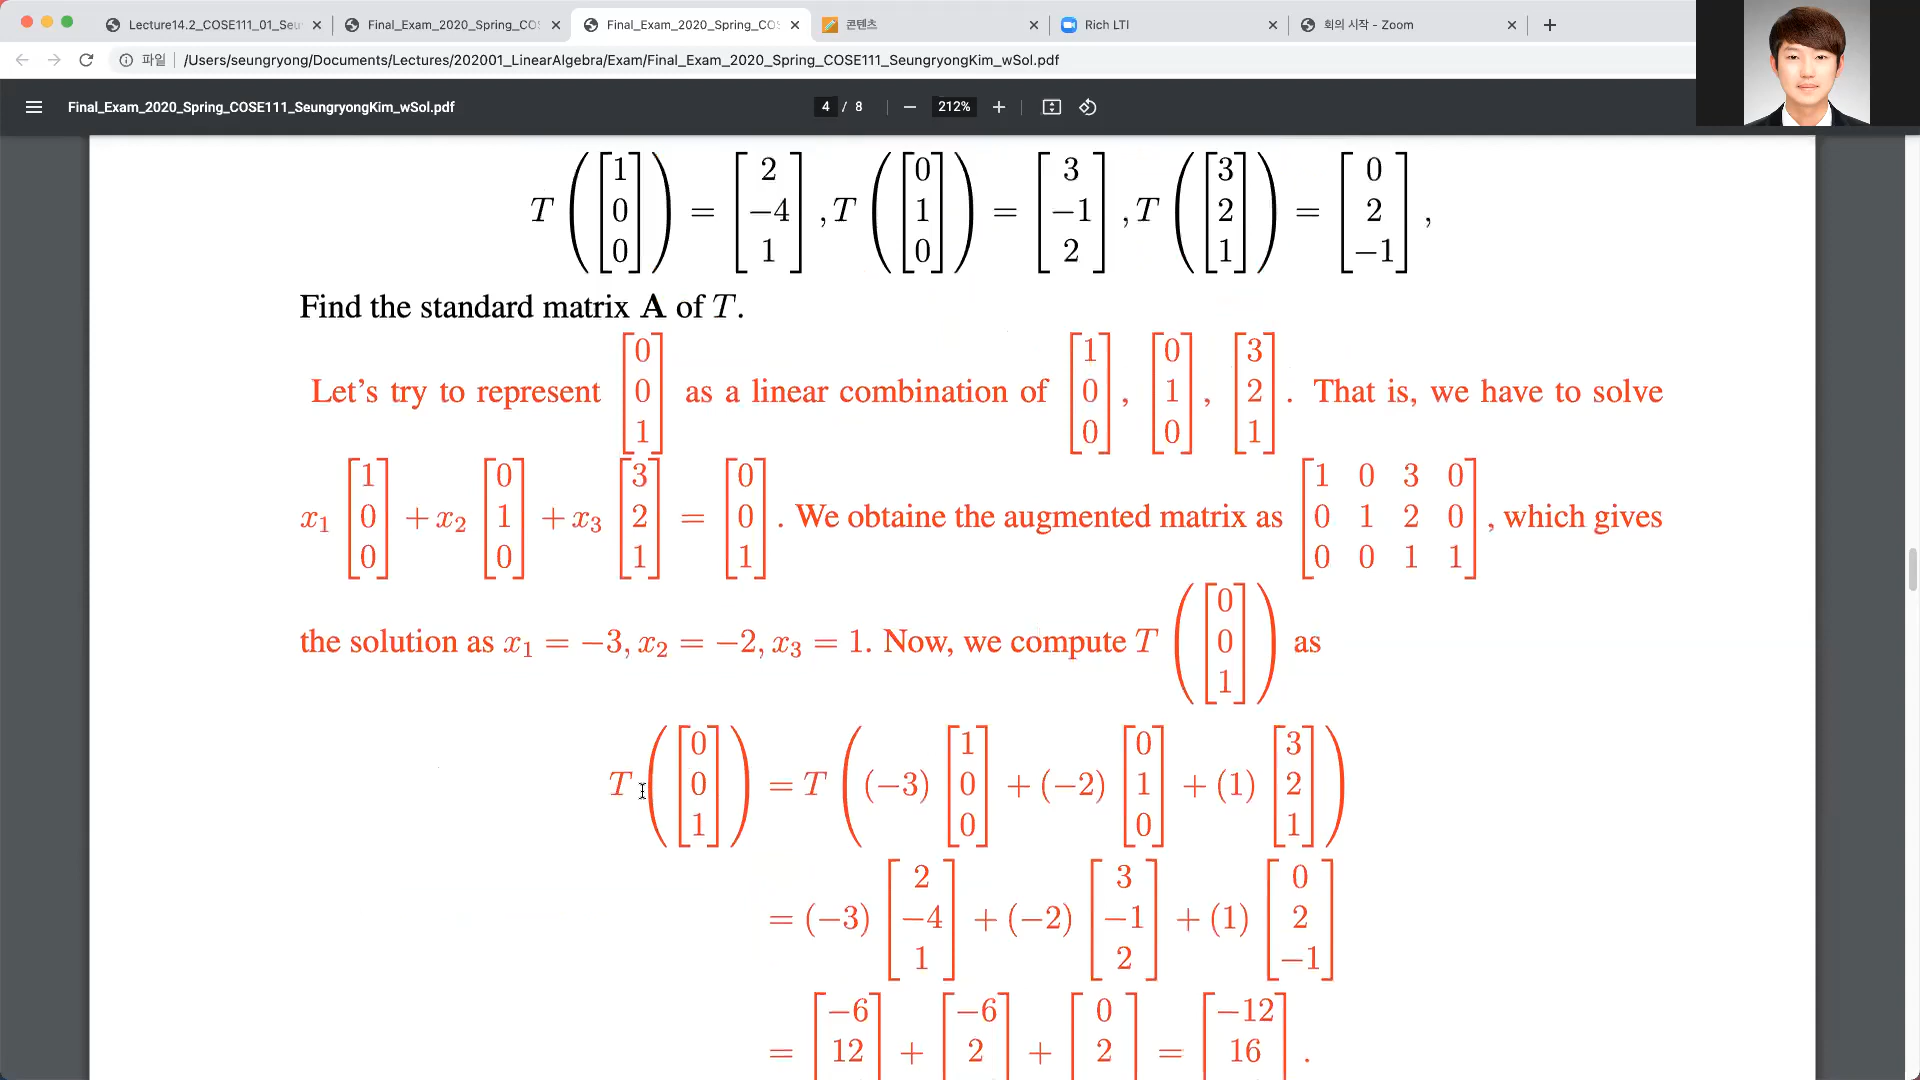 Lecture14.2_COSE111_01_Seu
Final_Exam_2020_Spring_CO
Final_Exam_2020_Spring_CO
콘텐츠
Rich LTI
회의 시작 - Zoom
파일 | /Users/seungryong/Documents/Lectures/202001_LinearAlgebra/Exam/Final_Exam_2020_Spring_COSE111_SeungryongKim_wSol.pdf
Final_Exam_2020_Spring_COSE111_SeungryongKim_wSol.pdf
4 / 8
212%
T([1 0 0]) = [2 −4 1], T([0 1 0]) = [3 −1 2], T([3 2 1]) = [0 2 −1],
Find the standard matrix A of T.
Let's try to represent [0 0 1] as a linear combination of [1 0 0], [0 1 0], [3 2 1]. That is, we have to solve
x1 [1 0 0] + x2 [0 1 0] + x3 [3 2 1] = [0 0 1]. We obtaine the augmented matrix as [1 0 3 0; 0 1 2 0; 0 0 1 1], which gives
the solution as x1 = −3, x2 = −2, x3 = 1. Now, we compute T([0 0 1]) as
T([0 0 1]) = T((−3) [1 0 0] + (−2) [0 1 0] + (1) [3 2 1])
= (−3) [2 −4 1] + (−2) [3 −1 2] + (1) [0 2 −1]
= [−6 12] + [−6 2] + [0 2] = [−12 16].